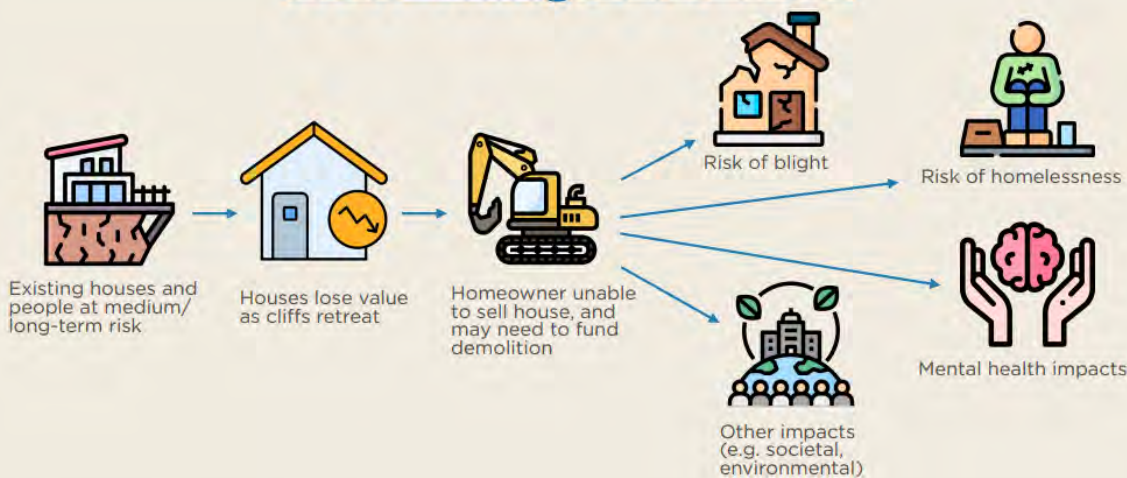 Existing houses and
people at medium/
long-term risk
Houses lose value
as cliffs retreat
Homeowner unable
to sell house, and
may need to fund
demolition
Risk of blight
Risk of homelessness
Mental health impacts
Other impacts
(e.g. societal,
environmental)